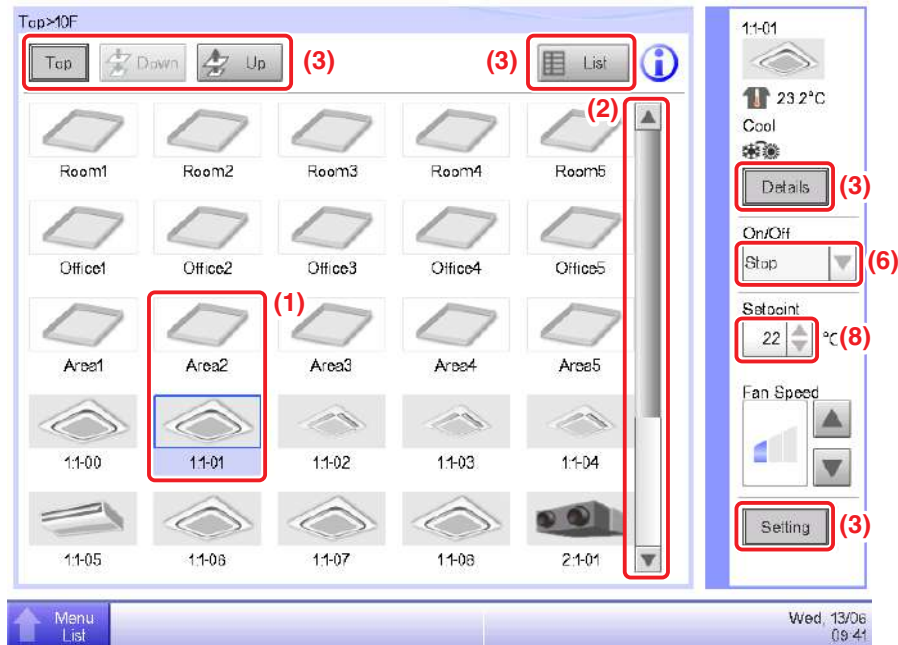 Top>10F
Top Down Up (3) (3) List
(2)
Room1 Room2 Room3 Room4 Room5
Office1 Office2 Office3 Office4 Office5
(1)
Area1 Area2 Area3 Area4 Area5
1:1-00 1:1-01 1:1-02 1:1-03 1:1-04
1:1-05 1:1-06 1:1-07 1:1-08 2:1-01
1:1-01
23.2°C
Cool
Details (3)
On/Off
Stop (6)
Setpoint
22 °C (8)
Fan Speed
Setting (3)
Menu
List
Wed, 13/06
09:41